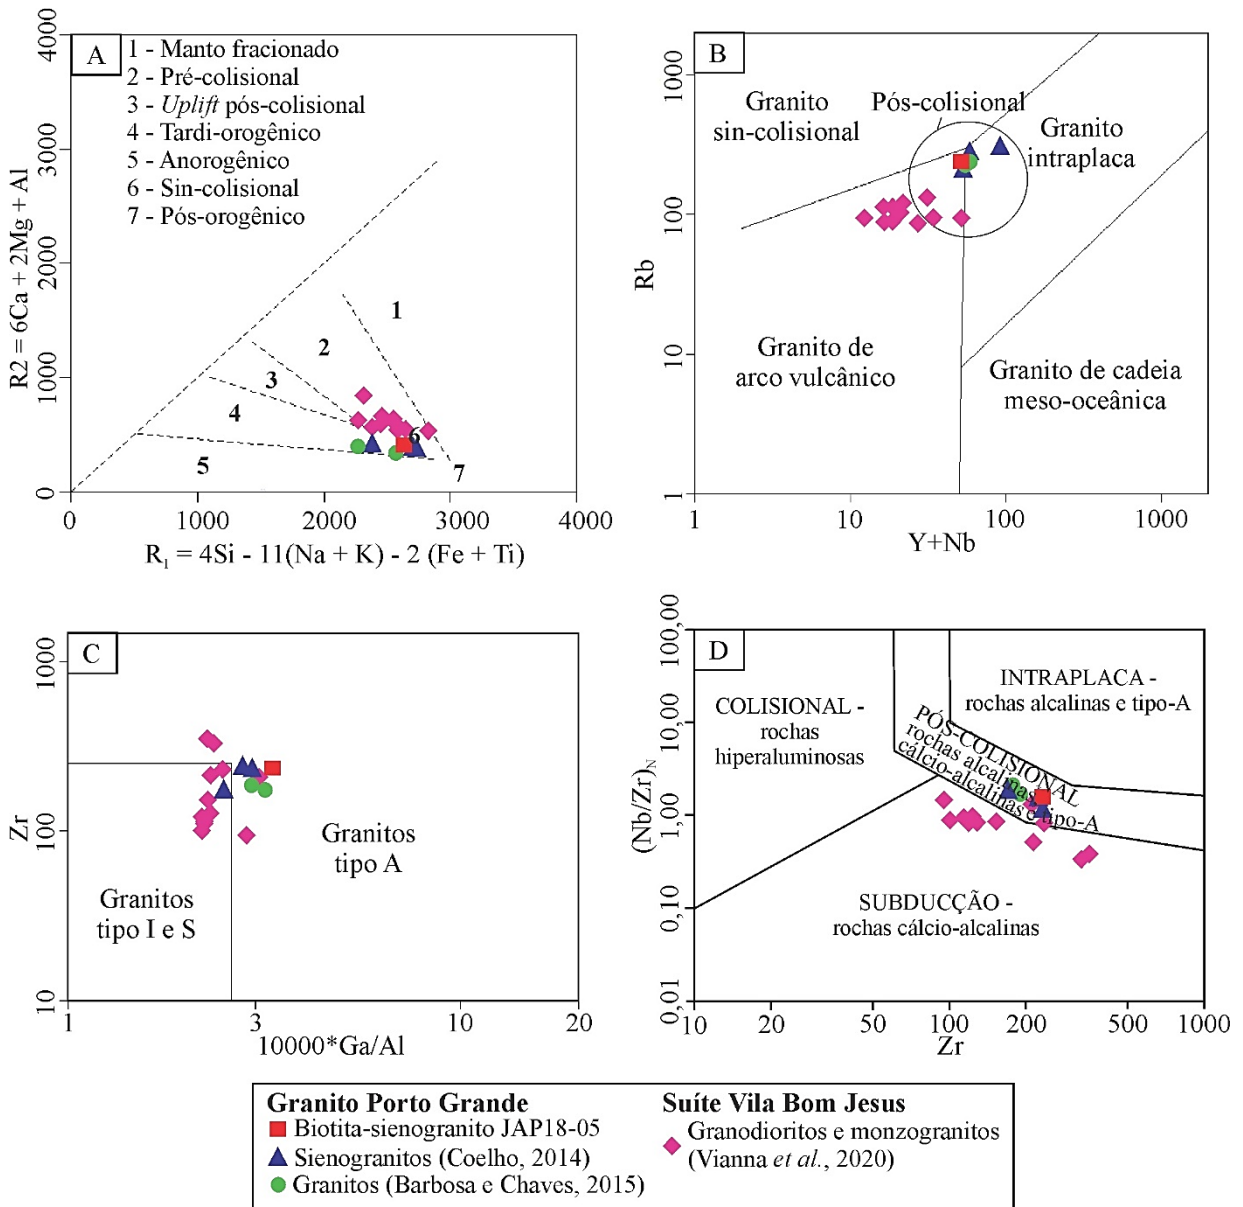 A
1 - Manto fracionado
2 - Pré-colisional
3 - Uplift pós-colisional
4 - Tardi-orogênico
5 - Anorogênico
6 - Sin-colisional
7 - Pós-orogênico
R2 = 6Ca + 2Mg + Al
4000
3000
2000
1000
0
1
2
3
4
5
6
7
0 1000 2000 3000 4000
R₁ = 4Si - 11(Na + K) - 2 (Fe + Ti)
B
Granito
sin-colisional
Pós-colisional
Granito
intraplaca
Granito de
arco vulcânico
Granito de cadeia
meso-oceânica
Rb
1000
100
10
1
1 10 100 1000
Y+Nb
C
Granitos
tipo I e S
Granitos
tipo A
Zr
1000
100
10
1 3 10 20
10000*Ga/Al
D
COLISIONAL -
rochas
hiperaluminosas
INTRAPLACA -
rochas alcalinas e tipo-A
PÓS-COLISIONAL
rochas alcalinas
cálcio-alcalinas e tipo-A
SUBDUCÇÃO -
rochas cálcio-alcalinas
(Nb/Zr)N
100,00
10,00
1,00
0,10
0,01
10 20 50 100 200 500 1000
Zr
Granito Porto Grande
Biotita-sienogranito JAP18-05
Sienogranitos (Coelho, 2014)
Granitos (Barbosa e Chaves, 2015)
Suíte Vila Bom Jesus
Granodioritos e monzogranitos
(Vianna et al., 2020)